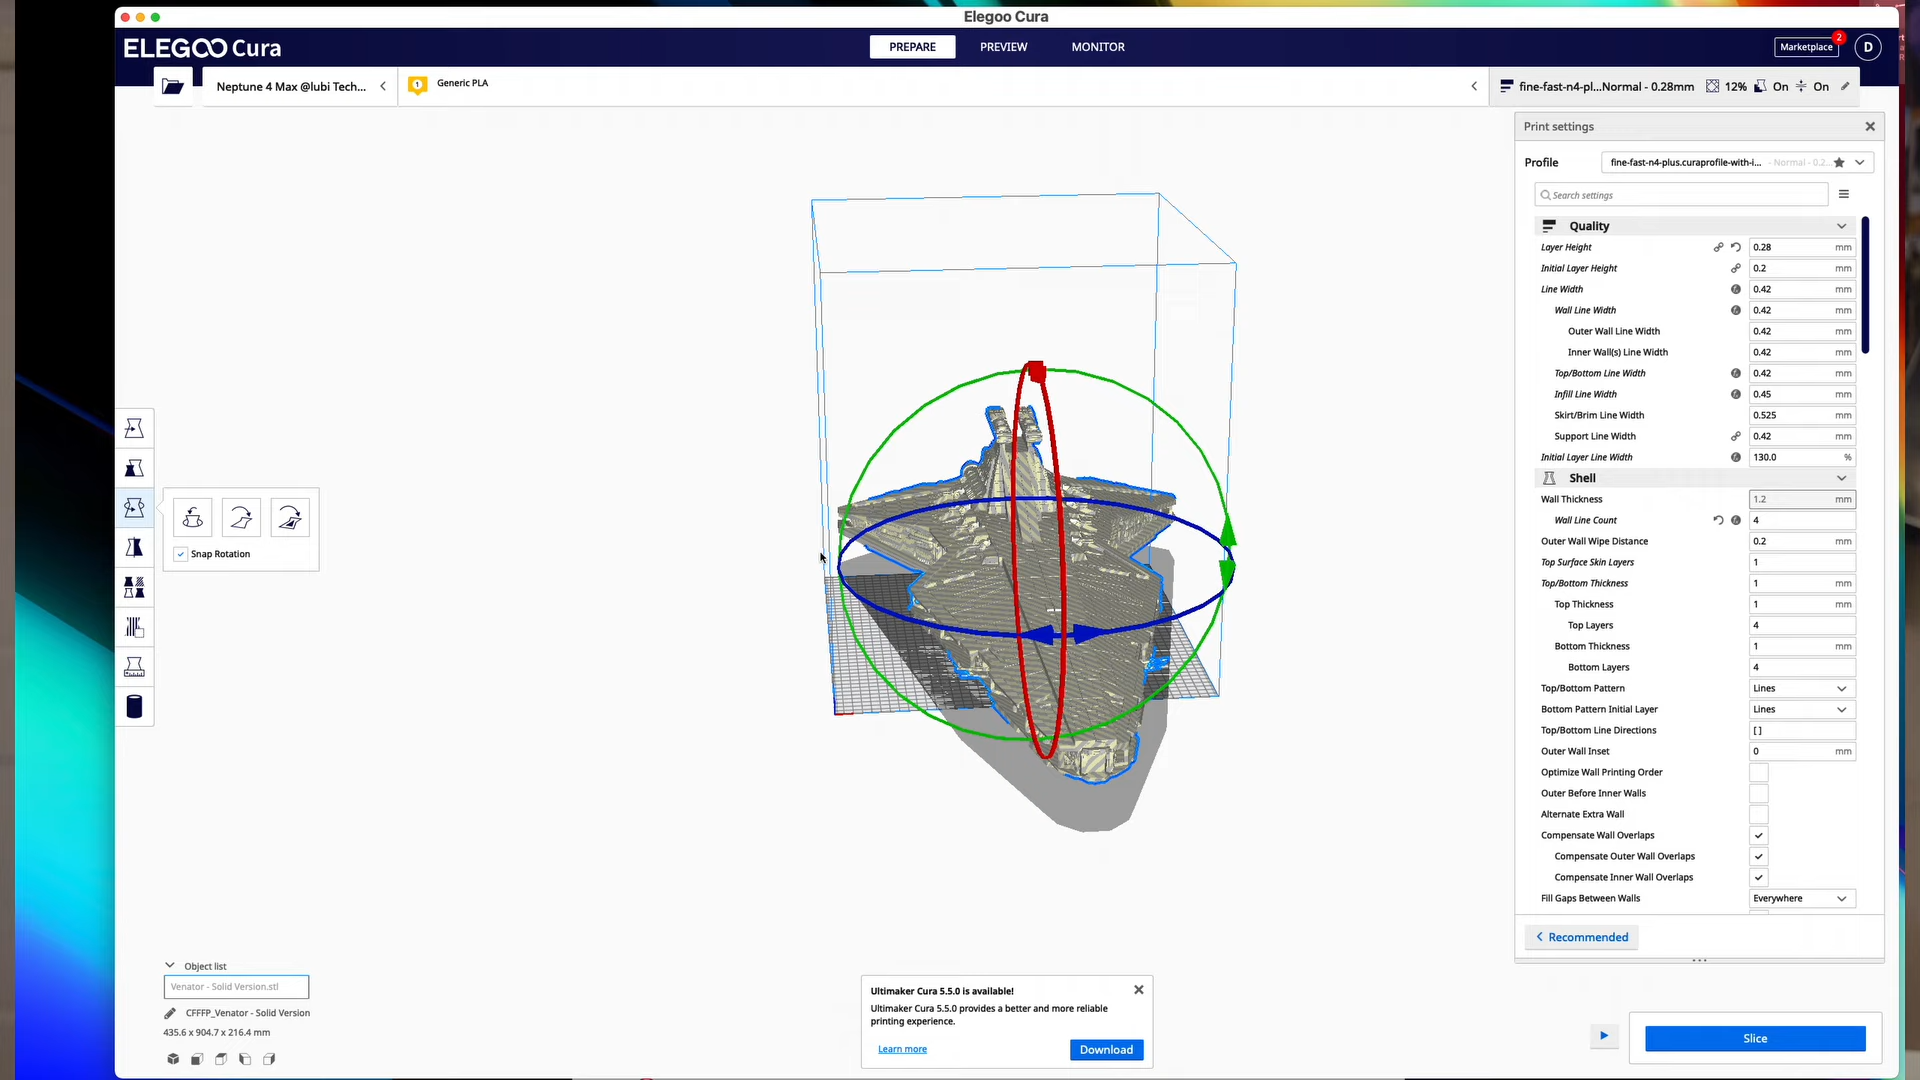 Elegoo Cura
ELEGOO Cura
PREPARE
PREVIEW
MONITOR
Marketplace
2
D
Neptune 4 Max @lubi Tech...
1
Generic PLA
fine-fast-n4-pl...Normal - 0.28mm
12%
On
On
Print settings
Profile
fine-fast-n4-plus.curaprofile-with-i... - Normal - 0.2...
Search settings
Quality
Layer Height 0.28 mm
Initial Layer Height 0.2 mm
Line Width 0.42 mm
Wall Line Width 0.42 mm
Outer Wall Line Width 0.42 mm
Inner Wall(s) Line Width 0.42 mm
Top/Bottom Line Width 0.42 mm
Infill Line Width 0.45 mm
Skirt/Brim Line Width 0.525 mm
Support Line Width 0.42 mm
Initial Layer Line Width 130.0 %
Shell
Wall Thickness 1.2 mm
Wall Line Count 4
Outer Wall Wipe Distance 0.2 mm
Top Surface Skin Layers 1
Top/Bottom Thickness 1 mm
Top Thickness 1 mm
Top Layers 4
Bottom Thickness 1 mm
Bottom Layers 4
Top/Bottom Pattern Lines
Bottom Pattern Initial Layer Lines
Top/Bottom Line Directions [ ]
Outer Wall Inset 0 mm
Optimize Wall Printing Order
Outer Before Inner Walls
Alternate Extra Wall
Compensate Wall Overlaps
Compensate Outer Wall Overlaps
Compensate Inner Wall Overlaps
Fill Gaps Between Walls Everywhere
Recommended
Snap Rotation
Object list
Venator - Solid Version.stl
CFFFP_Venator - Solid Version
435.6 x 904.7 x 216.4 mm
Ultimaker Cura 5.5.0 is available!
Ultimaker Cura 5.5.0 provides a better and more reliable
printing experience.
Learn more
Download
Slice